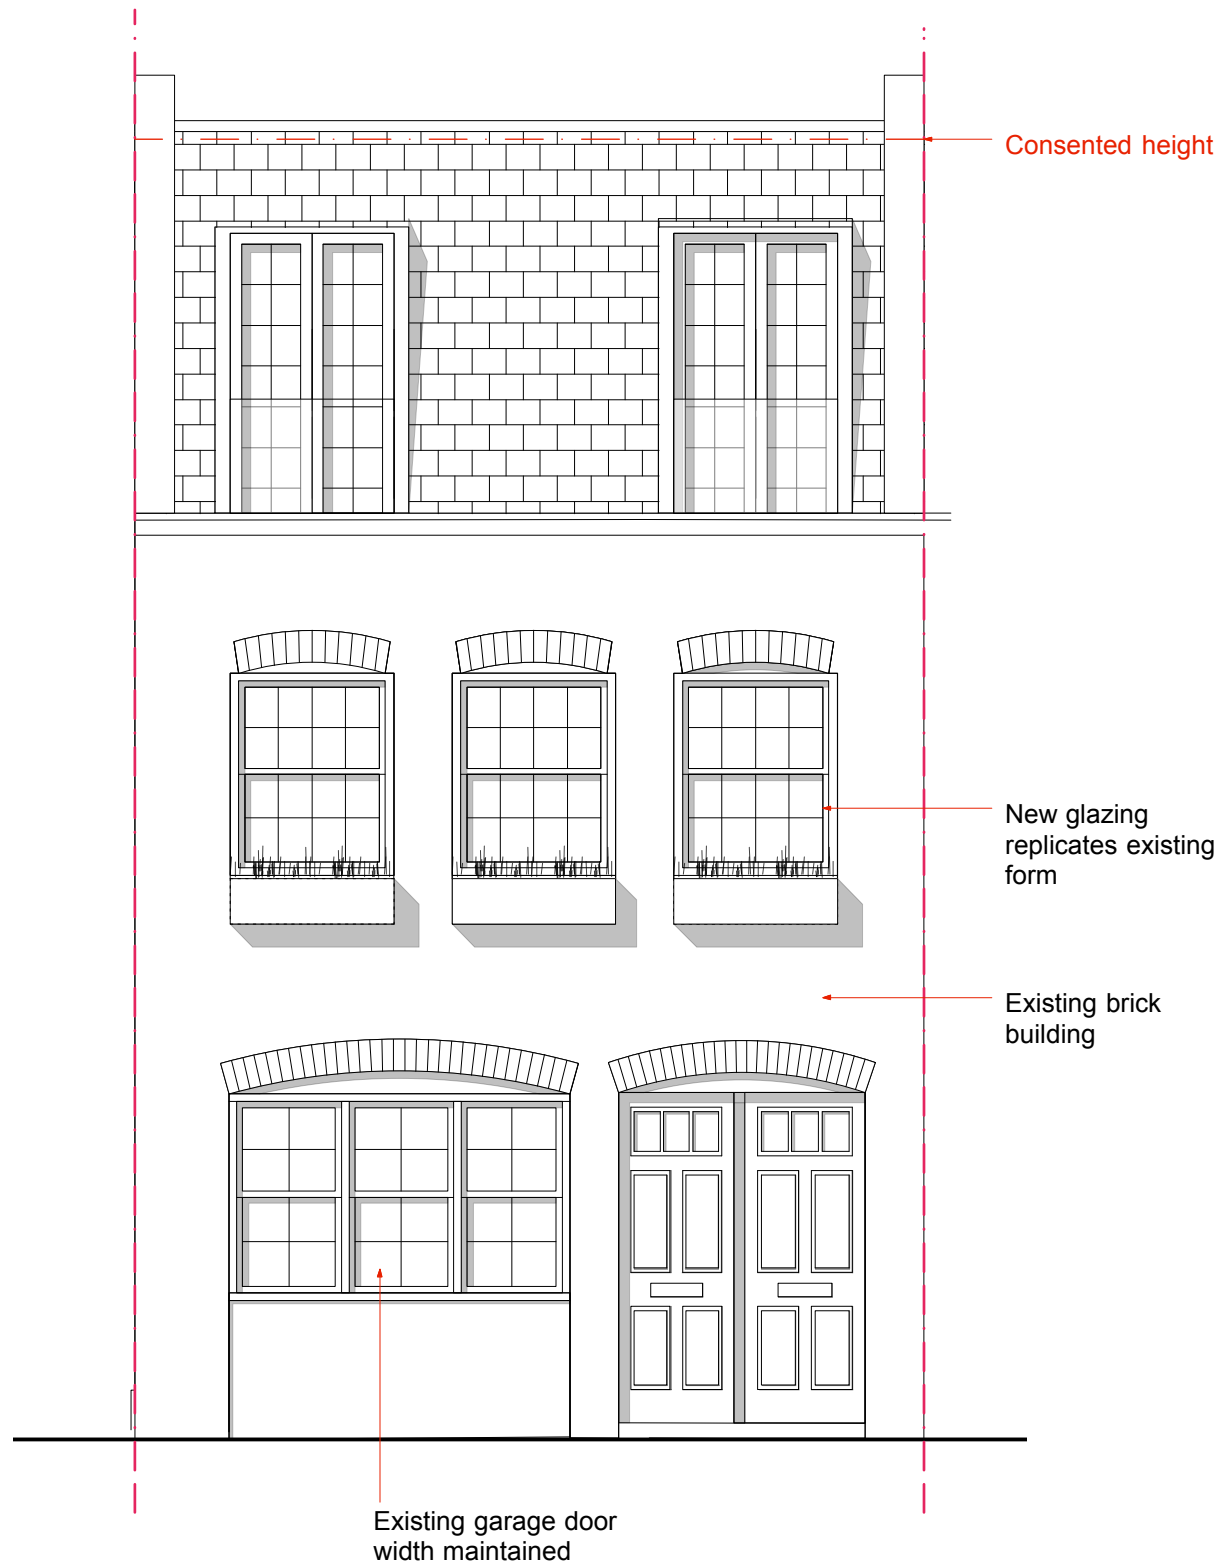 Consented height
New glazing
replicates existing
form
Existing brick
building
Existing garage door
width maintained